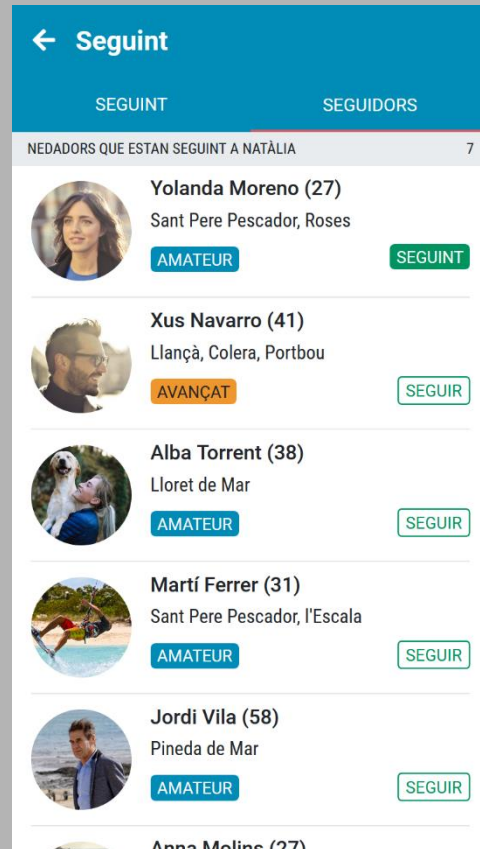 Seguint
SEGUINT SEGUIDORS
NEDADORS QUE ESTAN SEGUINT A NATÀLIA 7
Yolanda Moreno (27)
Sant Pere Pescador, Roses
AMATEUR SEGUINT
Xus Navarro (41)
Llançà, Colera, Portbou
AVANÇAT SEGUIR
Alba Torrent (38)
Lloret de Mar
AMATEUR SEGUIR
Martí Ferrer (31)
Sant Pere Pescador, l'Escala
AMATEUR SEGUIR
Jordi Vila (58)
Pineda de Mar
AMATEUR SEGUIR
Anna Molins (27)